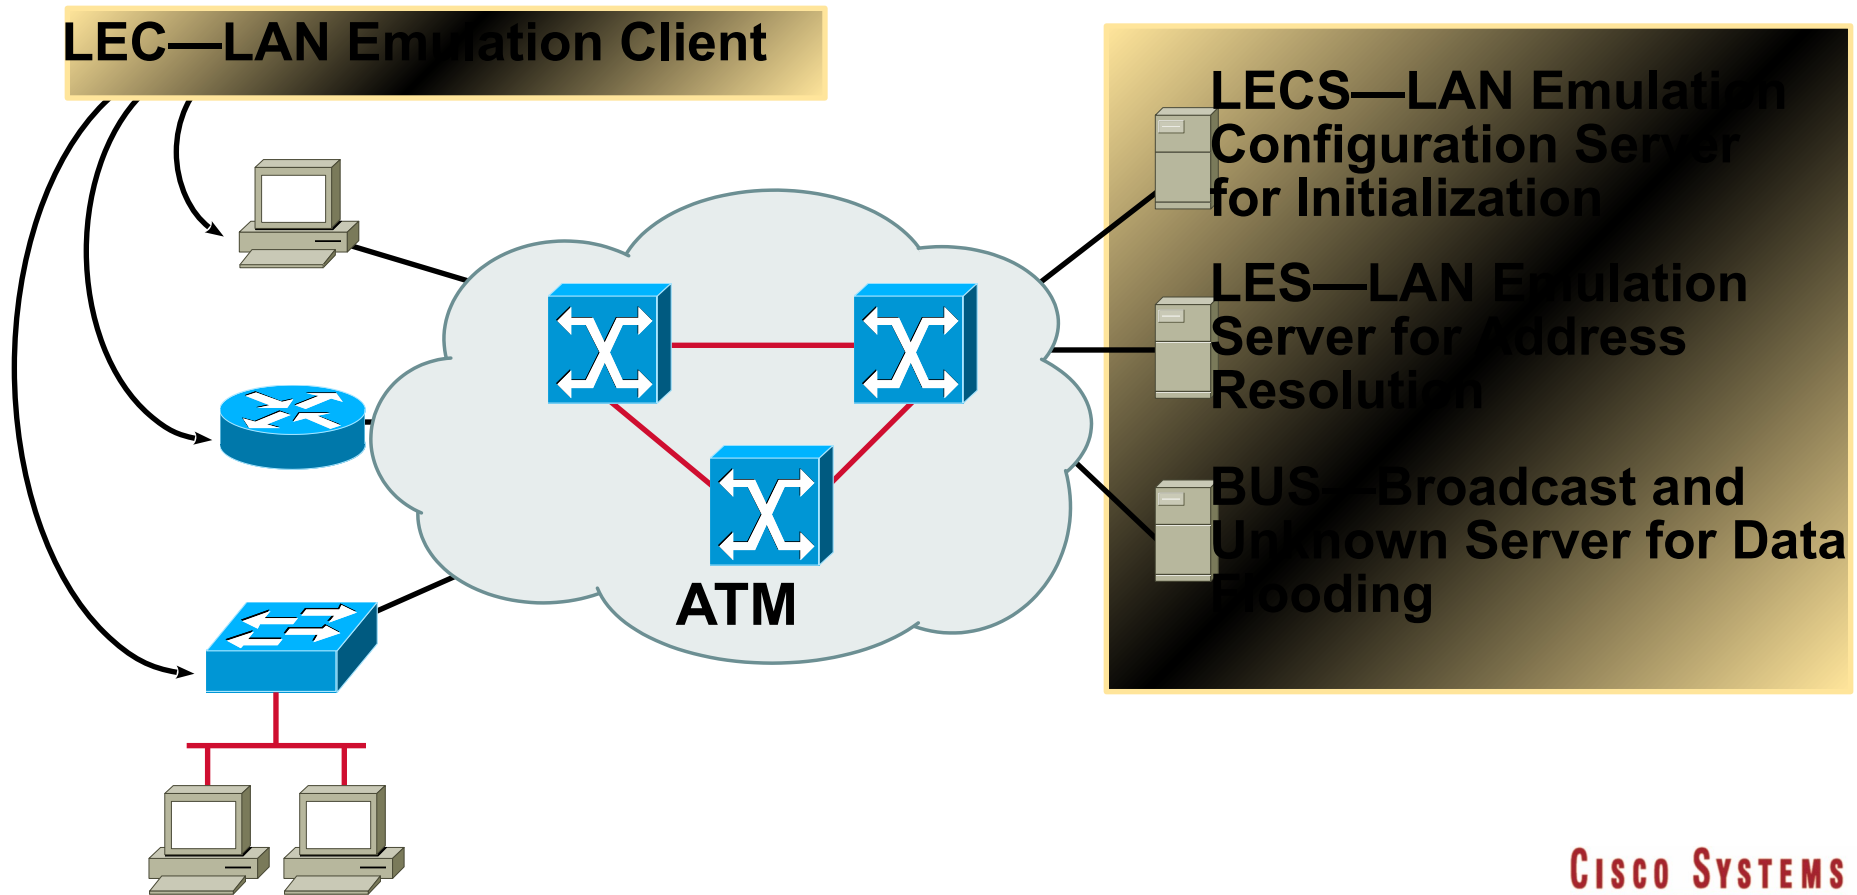 LEC—LAN Emulation Client
LECS—LAN Emulation
Configuration Server
for Initialization
LES—LAN Emulation
Server for Address
Resolution
BUS—Broadcast and
Unknown Server for Data
Flooding
ATM
CISCO SYSTEMS